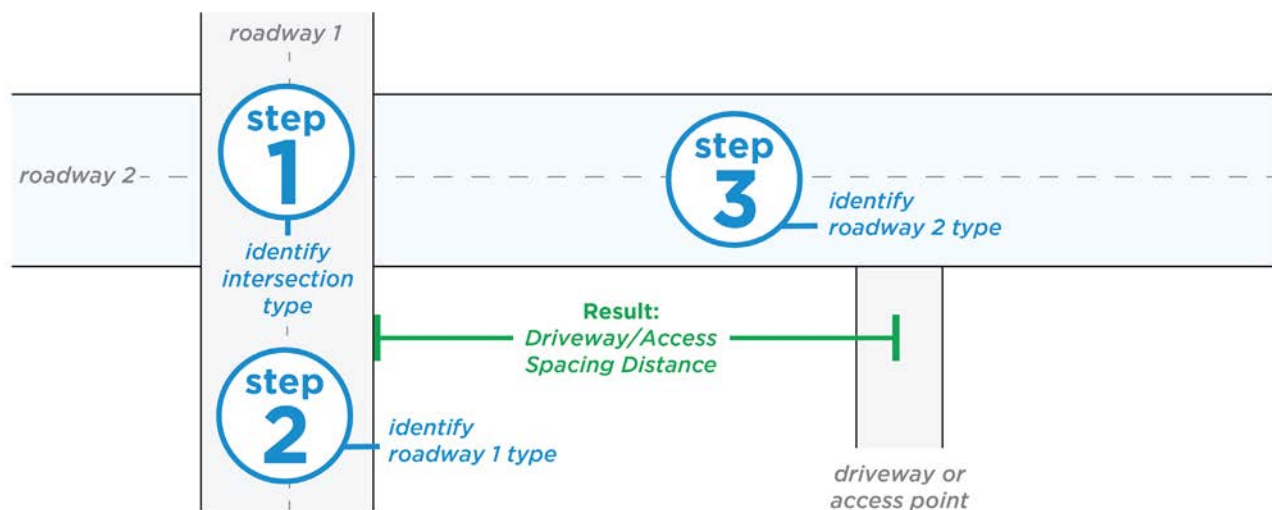 roadway 1
step
1
identify
intersection
type
roadway 2
step
3
identify
roadway 2 type
Result:
Driveway/Access
Spacing Distance
step
2
identify
roadway 1 type
driveway or
access point